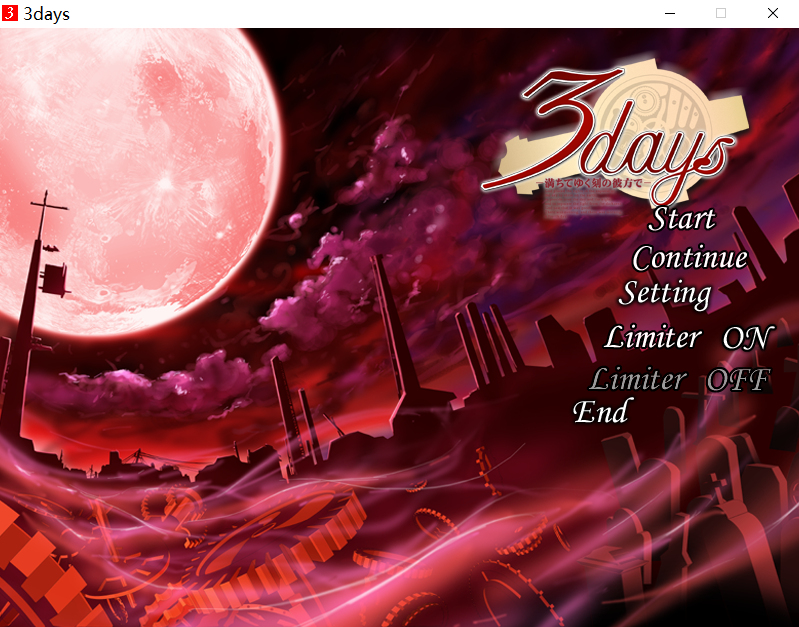 3days
3days
満ちてゆく刻の彼方で
Start
Continue
Setting
Limiter ON
Limiter OFF
End